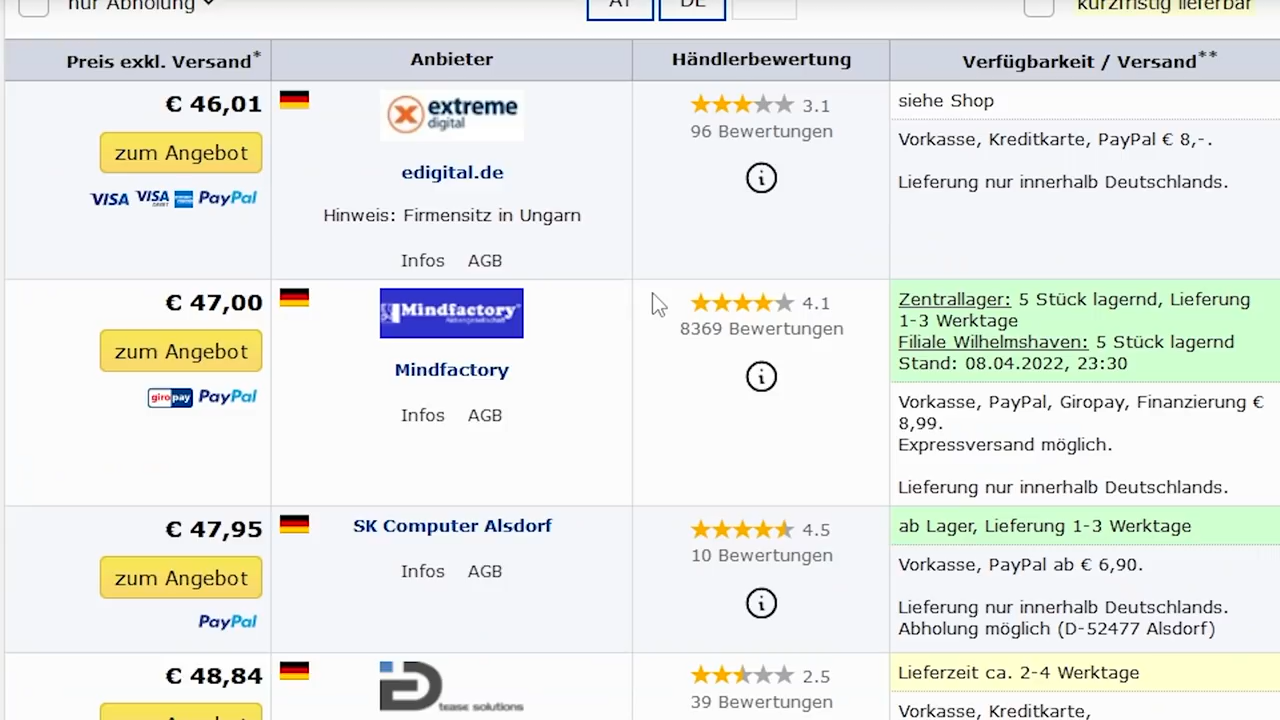 nur Abholung
AT DE
kurzfristig lieferbar
Preis exkl. Versand* Anbieter Händlerbewertung Verfügbarkeit / Versand**
€ 46,01
zum Angebot
VISA VISA PayPal
extreme
digital
edigital.de
Hinweis: Firmensitz in Ungarn
Infos AGB
3.1
96 Bewertungen
i
siehe Shop
Vorkasse, Kreditkarte, PayPal € 8,-.
Lieferung nur innerhalb Deutschlands.
€ 47,00
zum Angebot
giropay PayPal
Mindfactory
Mindfactory
Infos AGB
4.1
8369 Bewertungen
i
Zentrallager: 5 Stück lagernd, Lieferung
1-3 Werktage
Filiale Wilhelmshaven: 5 Stück lagernd
Stand: 08.04.2022, 23:30
Vorkasse, PayPal, Giropay, Finanzierung €
8,99.
Expressversand möglich.
Lieferung nur innerhalb Deutschlands.
€ 47,95
zum Angebot
PayPal
SK Computer Alsdorf
Infos AGB
4.5
10 Bewertungen
i
ab Lager, Lieferung 1-3 Werktage
Vorkasse, PayPal ab € 6,90.
Lieferung nur innerhalb Deutschlands.
Abholung möglich (D-52477 Alsdorf)
€ 48,84
zum Angebot
tease solutions
2.5
39 Bewertungen
Lieferzeit ca. 2-4 Werktage
Vorkasse, Kreditkarte,